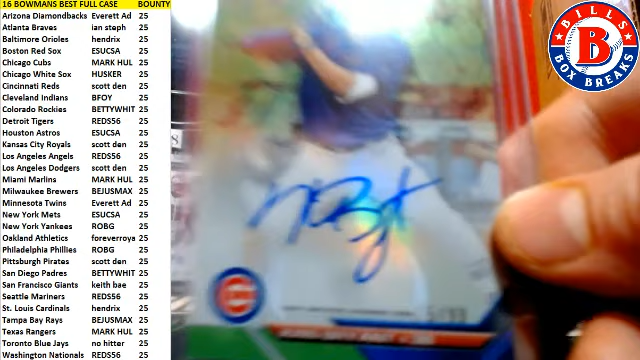 16 BOWMANS BEST FULL CASE BOUNTY
Arizona Diamondbacks Everett Ad 25
Atlanta Braves ian steph 25
Baltimore Orioles hendrix 25
Boston Red Sox ESUCSA 25
Chicago Cubs MARK HUL 25
Chicago White Sox HUSKER 25
Cincinnati Reds scott den 25
Cleveland Indians BFOY 25
Colorado Rockies BETTYWHIT 25
Detroit Tigers REDS56 25
Houston Astros ESUCSA 25
Kansas City Royals scott den 25
Los Angeles Angels REDS56 25
Los Angeles Dodgers scott den 25
Miami Marlins MARK HUL 25
Milwaukee Brewers BEJUSMAX 25
Minnesota Twins Everett Ad 25
New York Mets ESUCSA 25
New York Yankees ROBG 25
Oakland Athletics foreverroya 25
Philadelphia Phillies ROBG 25
Pittsburgh Pirates scott den 25
San Diego Padres BETTYWHIT 25
San Francisco Giants keith bae 25
Seattle Mariners REDS56 25
St. Louis Cardinals hendrix 25
Tampa Bay Rays BEJUSMAX 25
Texas Rangers MARK HUL 25
Toronto Blue Jays no hitter 25
Washington Nationals REDS56 25
BILLS
B
BOX BREAKS